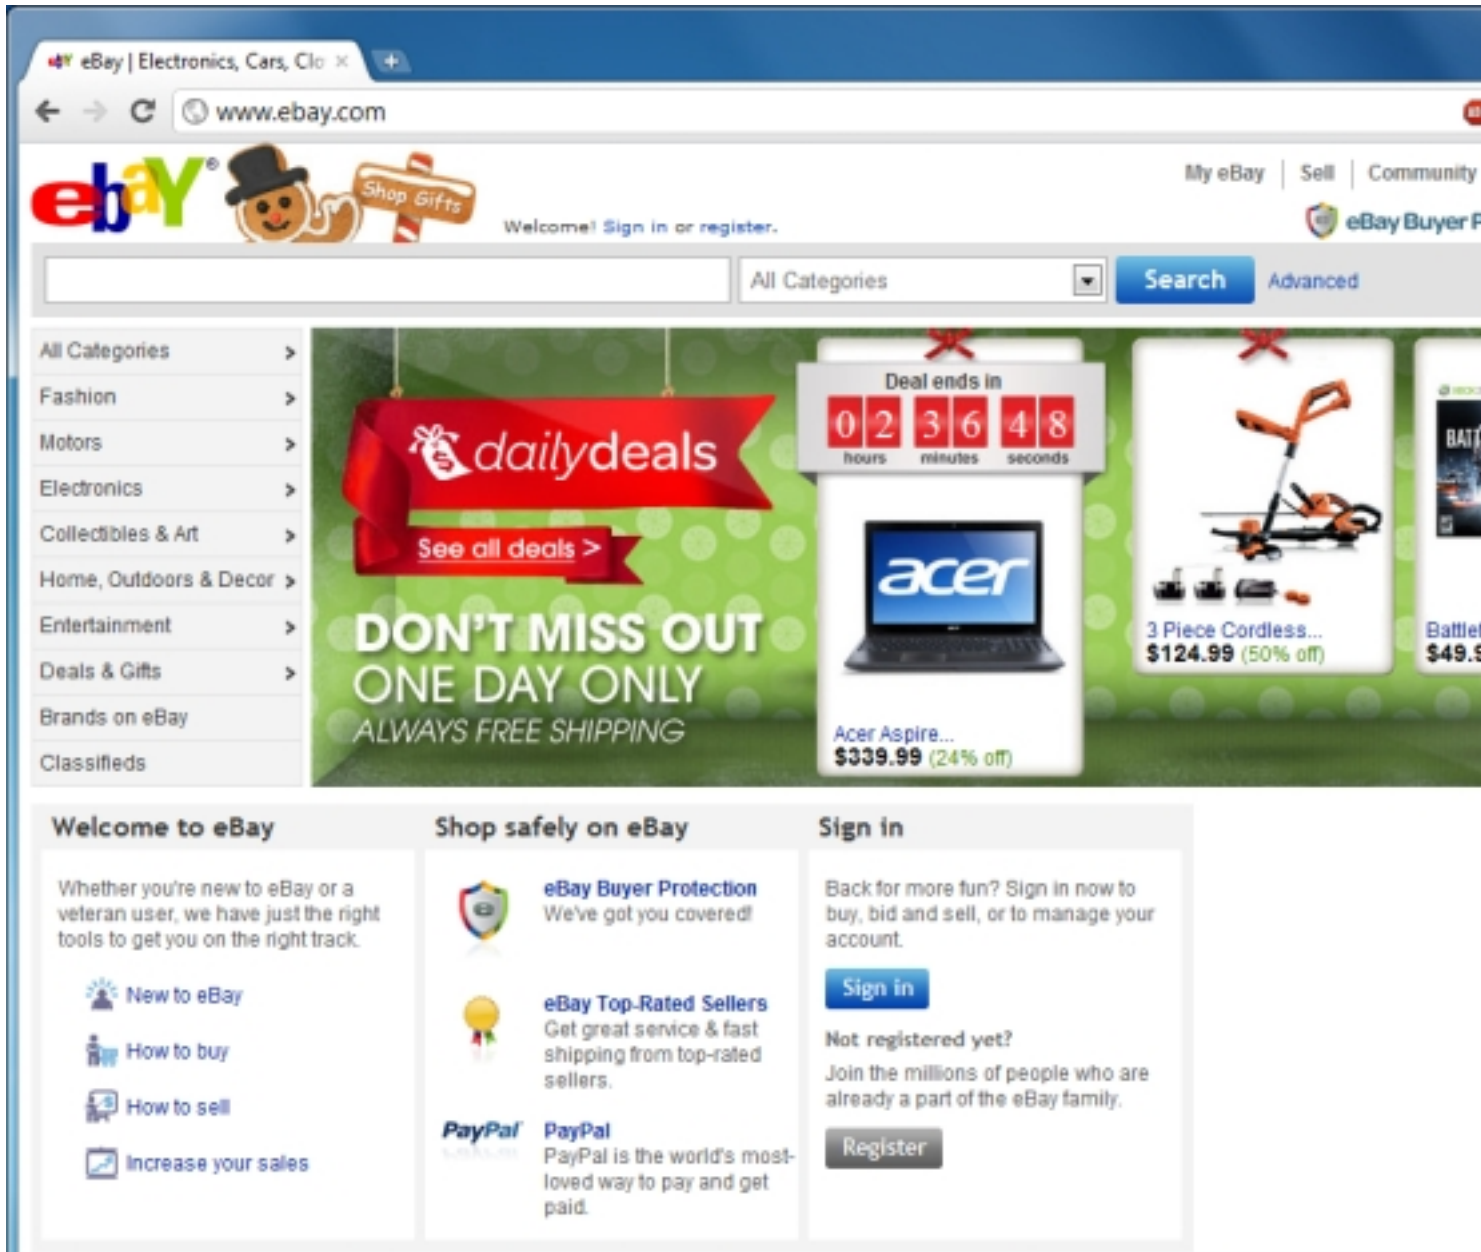 eBay | Electronics, Cars, Clo
www.ebay.com
ebaY®
Shop Gifts
Welcome! Sign in or register.
My eBay
Sell
Community
eBay Buyer P
All Categories
Search
Advanced
All Categories
Fashion
Motors
Electronics
Collectibles & Art
Home, Outdoors & Decor
Entertainment
Deals & Gifts
Brands on eBay
Classifieds
dailydeals
See all deals >
DON'T MISS OUT
ONE DAY ONLY
ALWAYS FREE SHIPPING
Deal ends in
02 36 48
hours minutes seconds
acer
Acer Aspire...
$339.99 (24% off)
3 Piece Cordless...
$124.99 (50% off)
BATT
Battlef
$49.9
Welcome to eBay
Whether you're new to eBay or a
veteran user, we have just the right
tools to get you on the right track.
New to eBay
How to buy
How to sell
Increase your sales
Shop safely on eBay
eBay Buyer Protection
We've got you covered!
eBay Top-Rated Sellers
Get great service & fast
shipping from top-rated
sellers.
PayPal
PayPal
PayPal is the world's most-
loved way to pay and get
paid.
Sign in
Back for more fun? Sign in now to
buy, bid and sell, or to manage your
account.
Sign in
Not registered yet?
Join the millions of people who are
already a part of the eBay family.
Register